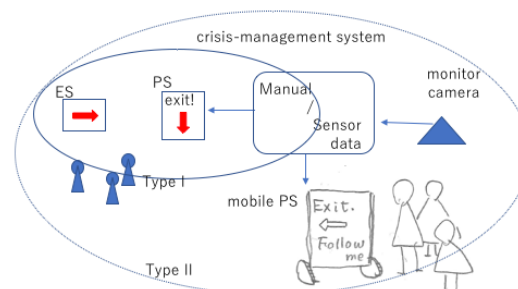 crisis-management system
monitor
camera
ES
PS
exit!
Manual
/
Sensor
data
Type I
mobile PS
Exit.
Follow
me
Type II